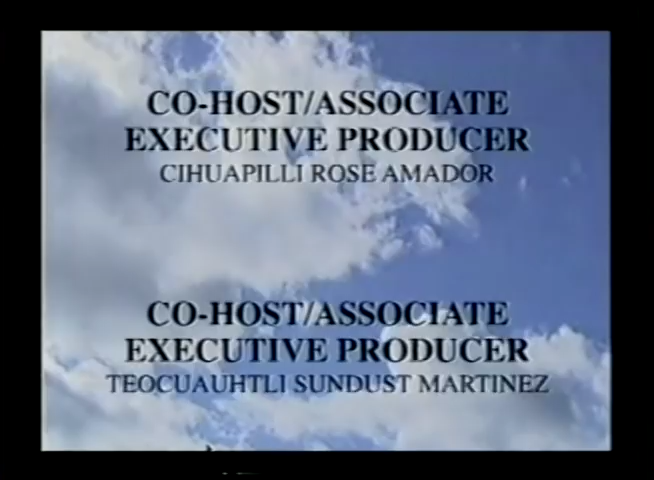 CO-HOST/ASSOCIATE
EXECUTIVE PRODUCER
CIHUAPILLI ROSE AMADOR
CO-HOST/ASSOCIATE
EXECUTIVE PRODUCER
TEOCUAUHTLI SUNDUST MARTINEZ